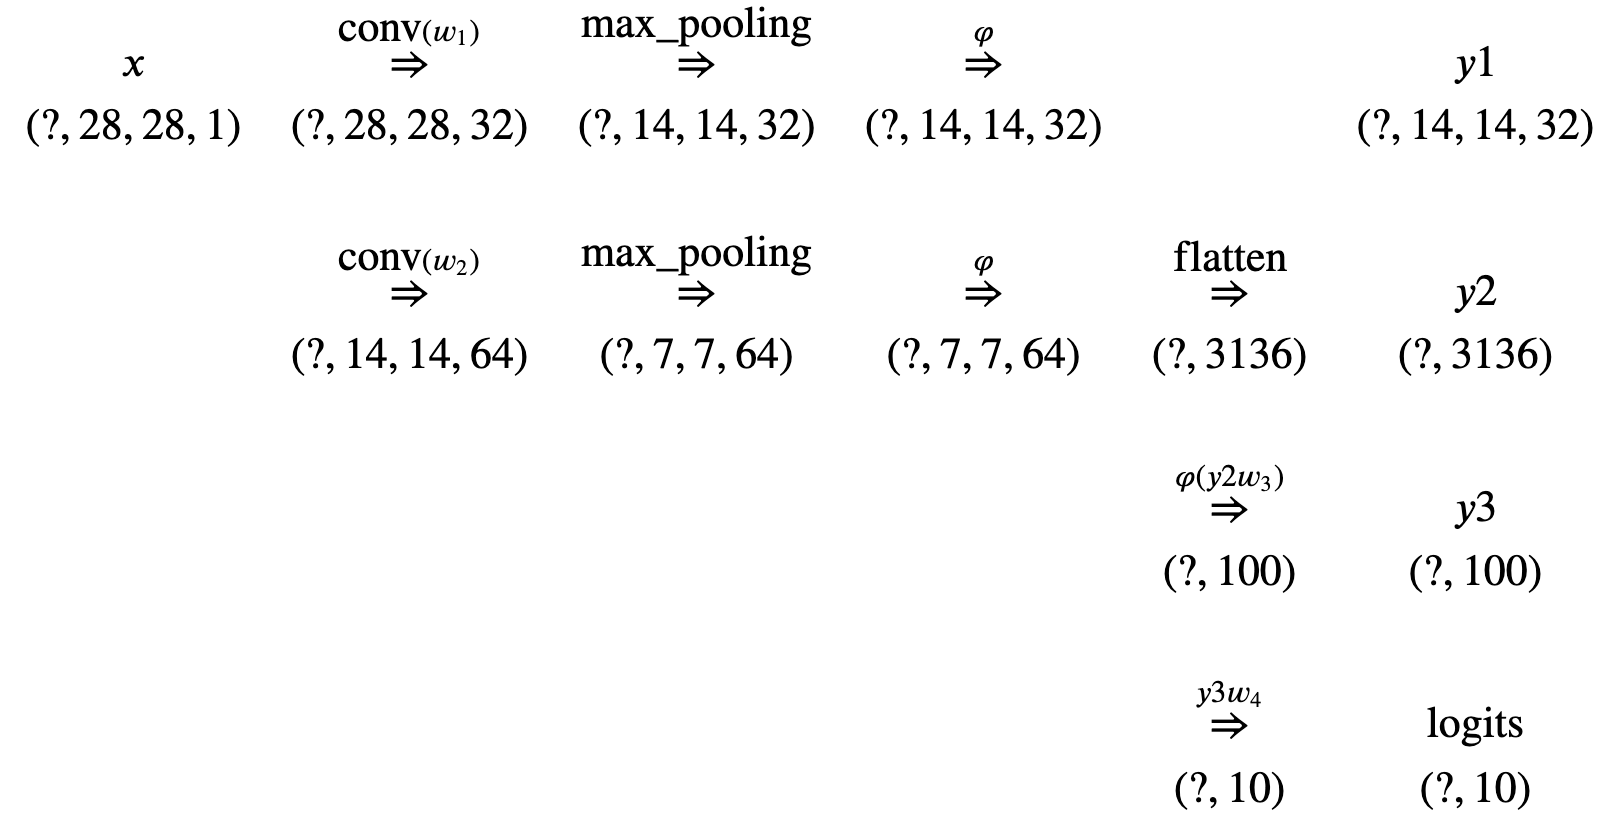 conv(w₁) max_pooling φ
x ⇒ ⇒ ⇒ y1
(?, 28, 28, 1) (?, 28, 28, 32) (?, 14, 14, 32) (?, 14, 14, 32) (?, 14, 14, 32)
conv(w₂) max_pooling φ flatten
⇒ ⇒ ⇒ ⇒ y2
(?, 14, 14, 64) (?, 7, 7, 64) (?, 7, 7, 64) (?, 3136) (?, 3136)
φ(y2w₃)
⇒ y3
(?, 100) (?, 100)
y3w₄
⇒ logits
(?, 10) (?, 10)